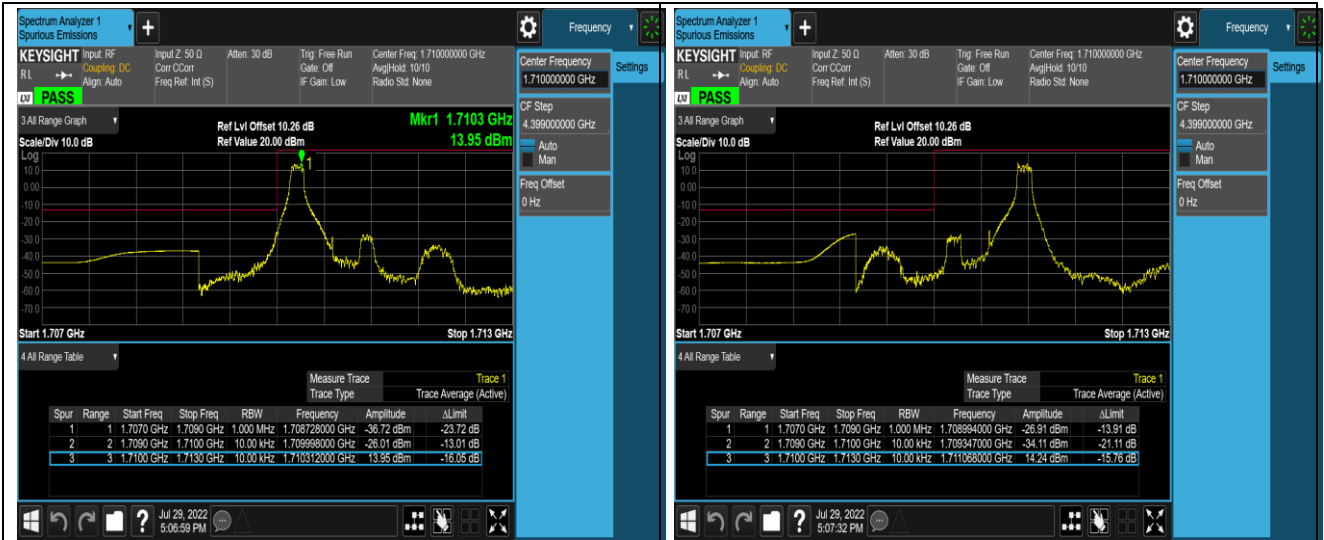 Spectrum Analyzer 1
Spurious Emissions
+
Frequency
KEYSIGHT
RL
Input: RF
Coupling: DC
Align: Auto
Input Z: 50 Ω
Corr CCorr
Freq Ref: Int (S)
Atten: 30 dB
Trig: Free Run
Gate: Off
IF Gain: Low
Center Freq: 1.710000000 GHz
Avg|Hold: 10/10
Radio Std: None
LXI PASS
Center Frequency
1.710000000 GHz
Settings
CF Step
4.399000000 GHz
Auto
Man
Freq Offset
0 Hz
3 All Range Graph
Scale/Div 10.0 dB
Ref Lvl Offset 10.26 dB
Ref Value 20.00 dBm
Mkr1 1.7103 GHz
13.95 dBm
Log
10.0
0.00
-10.0
-20.0
-30.0
-40.0
-50.0
-60.0
-70.0
1
Start 1.707 GHz
Stop 1.713 GHz
4 All Range Table
Measure Trace Trace 1
Trace Type Trace Average (Active)
Spur Range Start Freq Stop Freq RBW Frequency Amplitude ΔLimit
1 1 1.7070 GHz 1.7090 GHz 1.000 MHz 1.708728000 GHz -36.72 dBm -23.72 dB
2 2 1.7090 GHz 1.7100 GHz 10.00 kHz 1.709998000 GHz -26.01 dBm -13.01 dB
3 3 1.7100 GHz 1.7130 GHz 10.00 kHz 1.710312000 GHz 13.95 dBm -16.05 dB
?
Jul 29, 2022
5:06:59 PM
Spectrum Analyzer 1
Spurious Emissions
+
Frequency
KEYSIGHT
RL
Input: RF
Coupling: DC
Align: Auto
Input Z: 50 Ω
Corr CCorr
Freq Ref: Int (S)
Atten: 30 dB
Trig: Free Run
Gate: Off
IF Gain: Low
Center Freq: 1.710000000 GHz
Avg|Hold: 10/10
Radio Std: None
LXI PASS
Center Frequency
1.710000000 GHz
Settings
CF Step
4.399000000 GHz
Auto
Man
Freq Offset
0 Hz
3 All Range Graph
Scale/Div 10.0 dB
Ref Lvl Offset 10.26 dB
Ref Value 20.00 dBm
Log
10.0
0.00
-10.0
-20.0
-30.0
-40.0
-50.0
-60.0
-70.0
Start 1.707 GHz
Stop 1.713 GHz
4 All Range Table
Measure Trace Trace 1
Trace Type Trace Average (Active)
Spur Range Start Freq Stop Freq RBW Frequency Amplitude ΔLimit
1 1 1.7070 GHz 1.7090 GHz 1.000 MHz 1.708994000 GHz -26.91 dBm -13.91 dB
2 2 1.7090 GHz 1.7100 GHz 10.00 kHz 1.709347000 GHz -34.11 dBm -21.11 dB
3 3 1.7100 GHz 1.7130 GHz 10.00 kHz 1.711068000 GHz 14.24 dBm -15.76 dB
?
Jul 29, 2022
5:07:32 PM